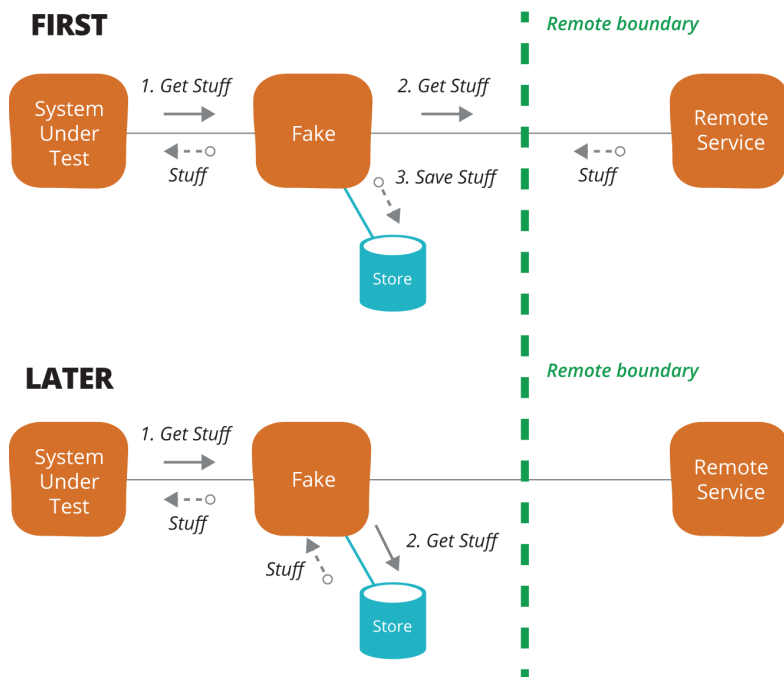 FIRST
Remote boundary
1. Get Stuff
2. Get Stuff
System
Under
Test
Fake
Remote
Service
Stuff
3. Save Stuff
Stuff
Store
LATER
Remote boundary
1. Get Stuff
System
Under
Test
Fake
Remote
Service
Stuff
2. Get Stuff
Stuff
Store